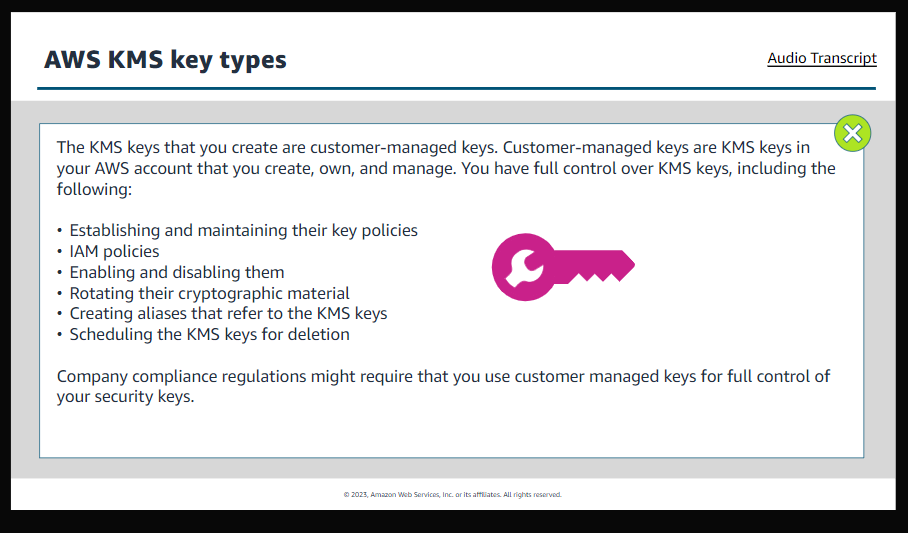 AWS KMS key types
Audio Transcript
The KMS keys that you create are customer-managed keys. Customer-managed keys are KMS keys in
your AWS account that you create, own, and manage. You have full control over KMS keys, including the
following:
• Establishing and maintaining their key policies
• IAM policies
• Enabling and disabling them
• Rotating their cryptographic material
• Creating aliases that refer to the KMS keys
• Scheduling the KMS keys for deletion
Company compliance regulations might require that you use customer managed keys for full control of
your security keys.
© 2023, Amazon Web Services, Inc. or its affiliates. All rights reserved.